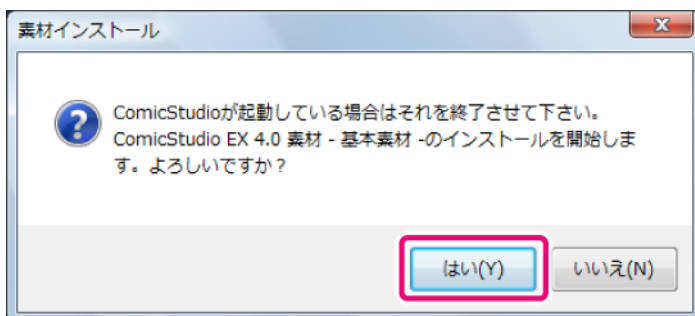 素材インストール
ComicStudioが起動している場合はそれを終了させて下さい。
ComicStudio EX 4.0 素材 - 基本素材 -のインストールを開始しま
す。よろしいですか？
はい(Y)
いいえ(N)